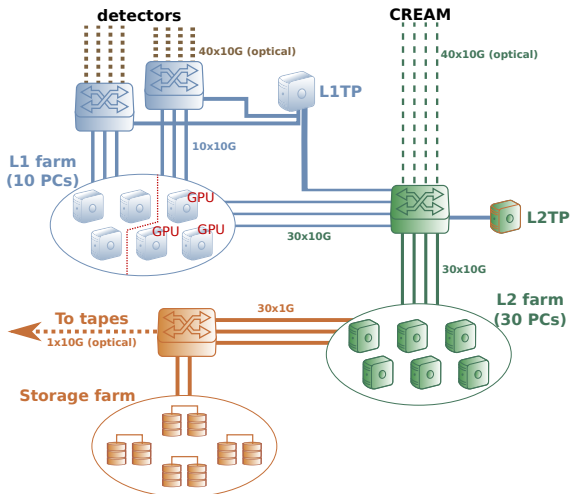 detectors
CREAM
40x10G (optical)
40x10G (optical)
L1TP
10x10G
L1 farm
(10 PCs)
GPU
GPU
GPU
30x10G
L2TP
30x10G
L2 farm
(30 PCs)
30x1G
To tapes
1x10G (optical)
Storage farm